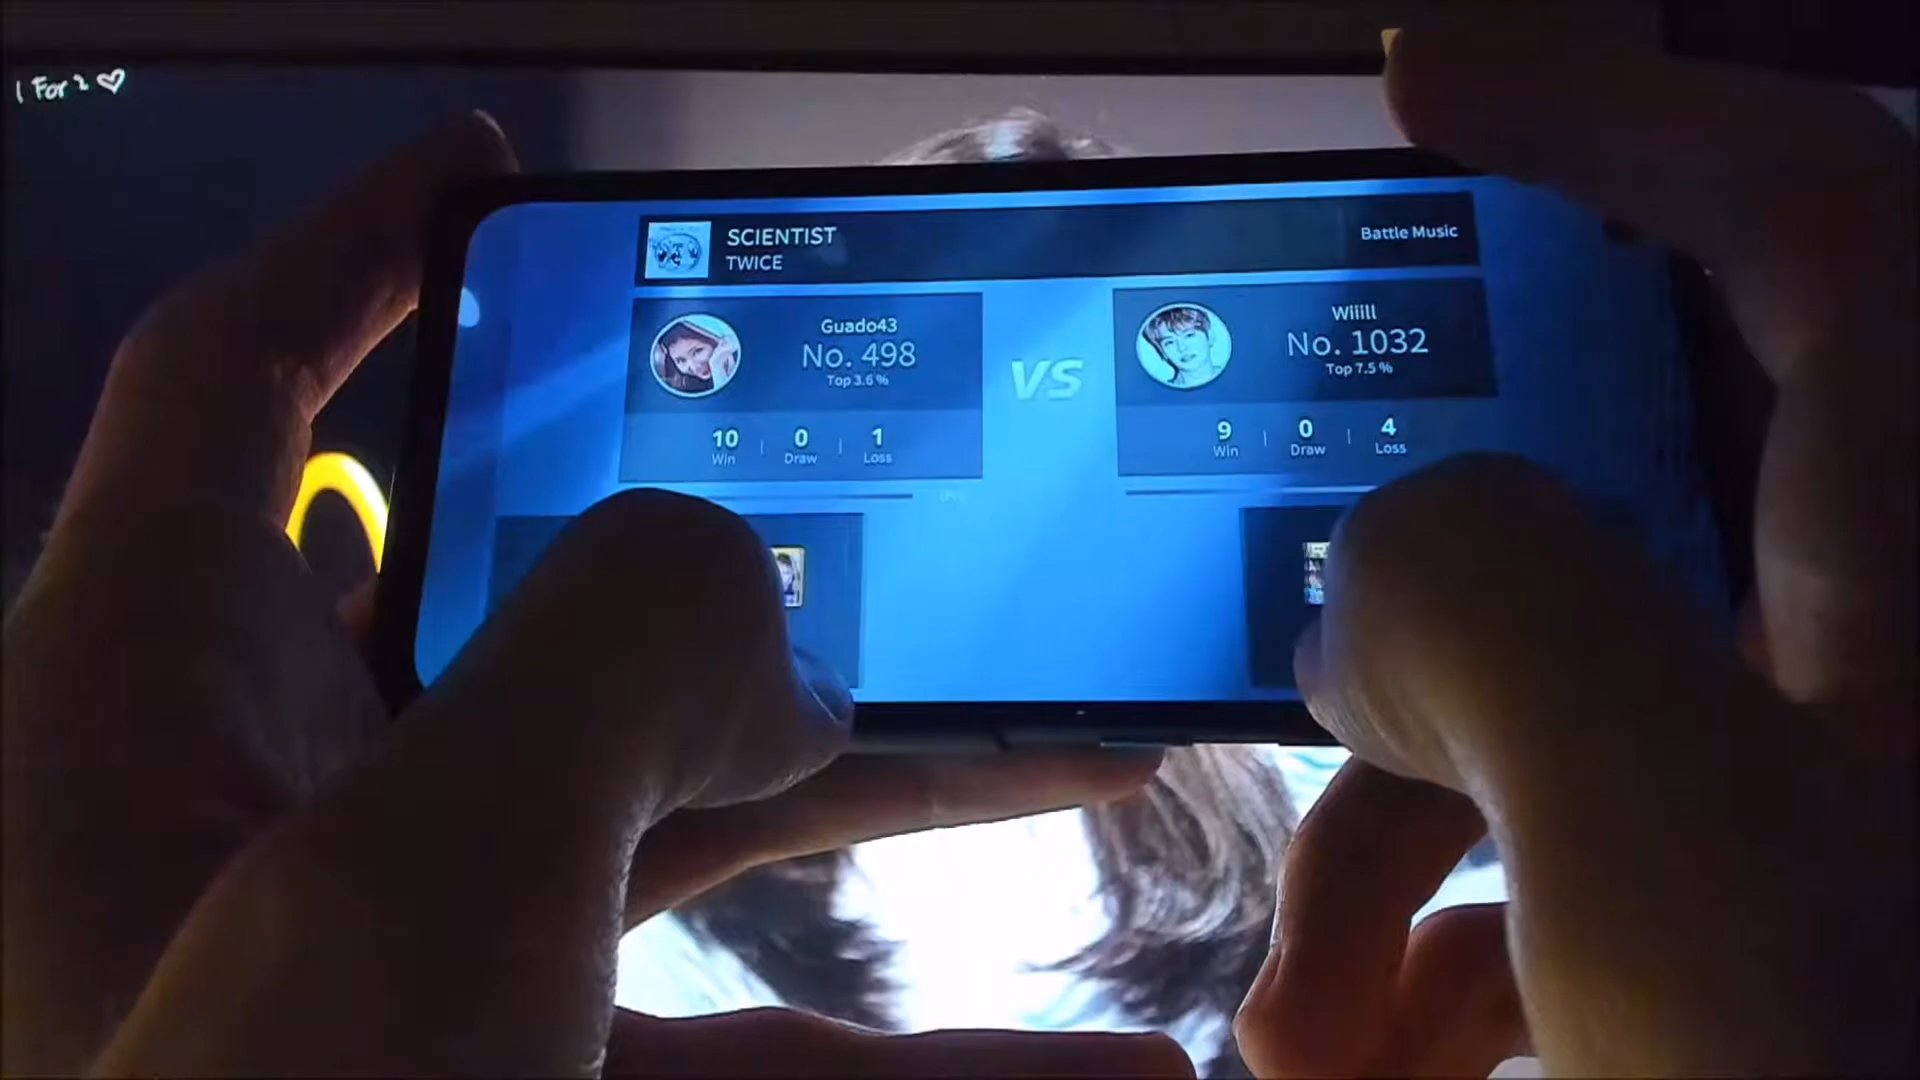 1 For 2 ♡
SCIENTIST
TWICE
Battle Music
Guado43
No. 498
Top 3.6 %
VS
Wiiill
No. 1032
Top 7.5 %
10 | 0 | 1
Win Draw Loss
9 | 0 | 4
Win Draw Loss